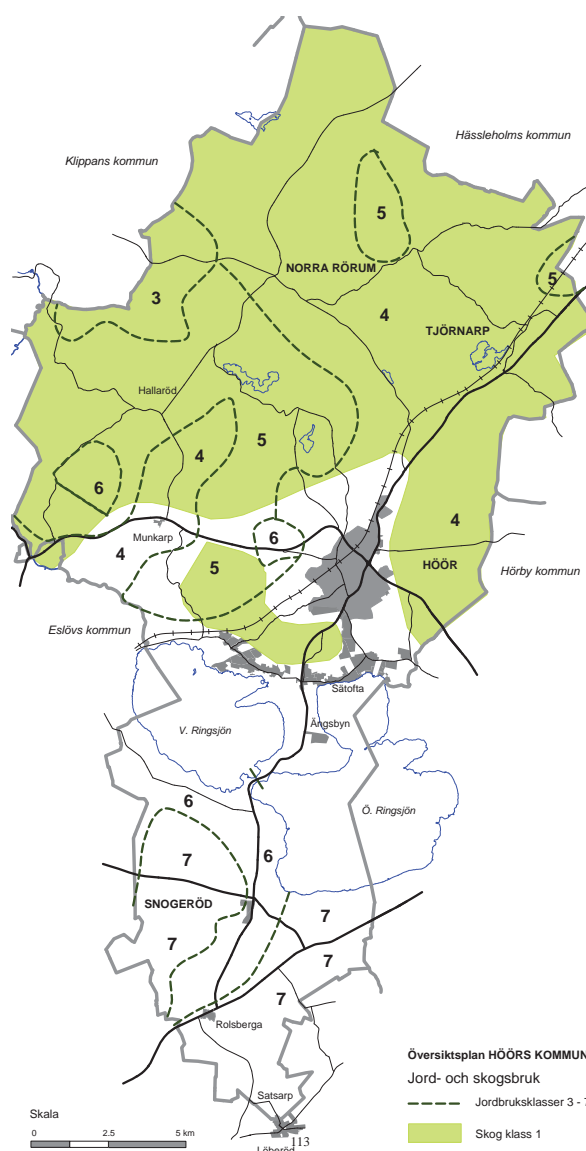 Hässleholms kommun
Klippans kommun
5
NORRA RÖRUM
5
3
4
TJÖRNARP
Hallaröd
4
5
6
4
Munkarp
6
4
5
HÖÖR
Hörby kommun
Eslövs kommun
Sätofta
V. Ringsjön
Ängsbyn
6
Ö. Ringsjön
6
7
SNOGERÖD
7
7
7
7
Rolsberga
Översiktsplan HÖÖRS KOMMUN
Jord- och skogsbruk
Jordbruksklasser 3 - 7
Skog klass 1
Satsarp
Skala
0 2.5 5 km
113
Löberöd